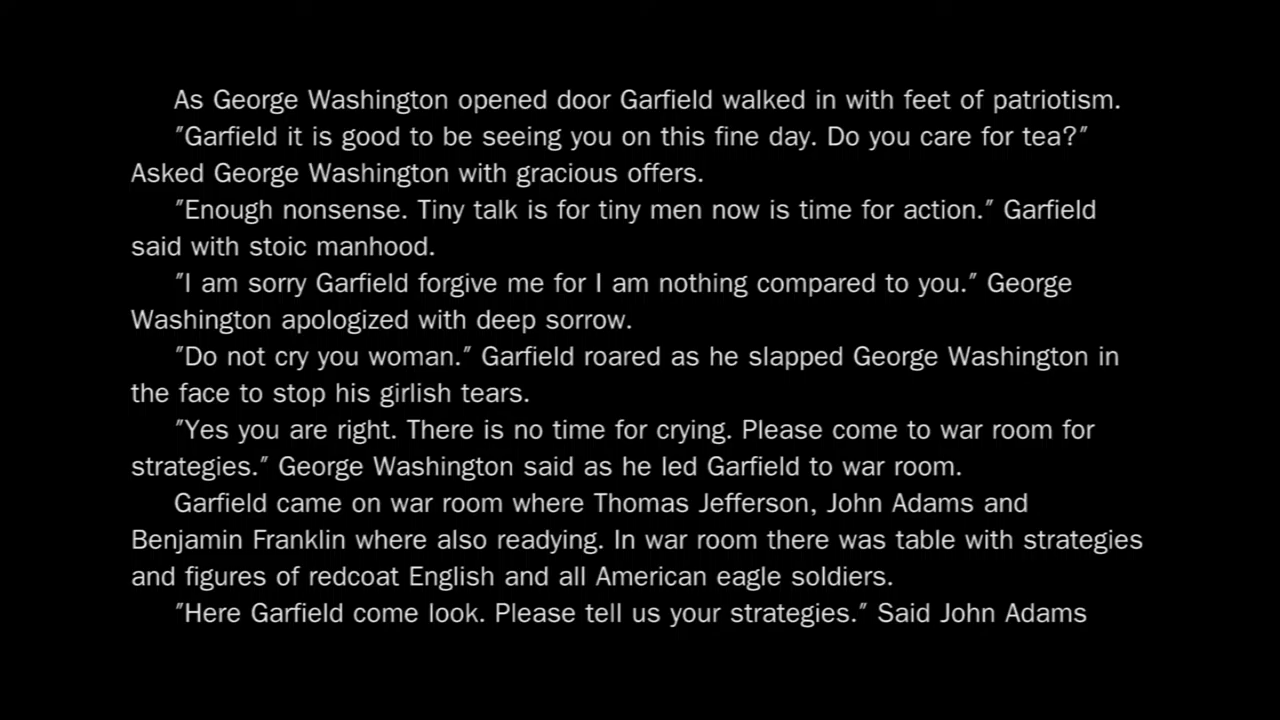 As George Washington opened door Garfield walked in with feet of patriotism.
"Garfield it is good to be seeing you on this fine day. Do you care for tea?"
Asked George Washington with gracious offers.
"Enough nonsense. Tiny talk is for tiny men now is time for action." Garfield
said with stoic manhood.
"I am sorry Garfield forgive me for I am nothing compared to you." George
Washington apologized with deep sorrow.
"Do not cry you woman." Garfield roared as he slapped George Washington in
the face to stop his girlish tears.
"Yes you are right. There is no time for crying. Please come to war room for
strategies." George Washington said as he led Garfield to war room.
Garfield came on war room where Thomas Jefferson, John Adams and
Benjamin Franklin where also readying. In war room there was table with strategies
and figures of redcoat English and all American eagle soldiers.
"Here Garfield come look. Please tell us your strategies." Said John Adams